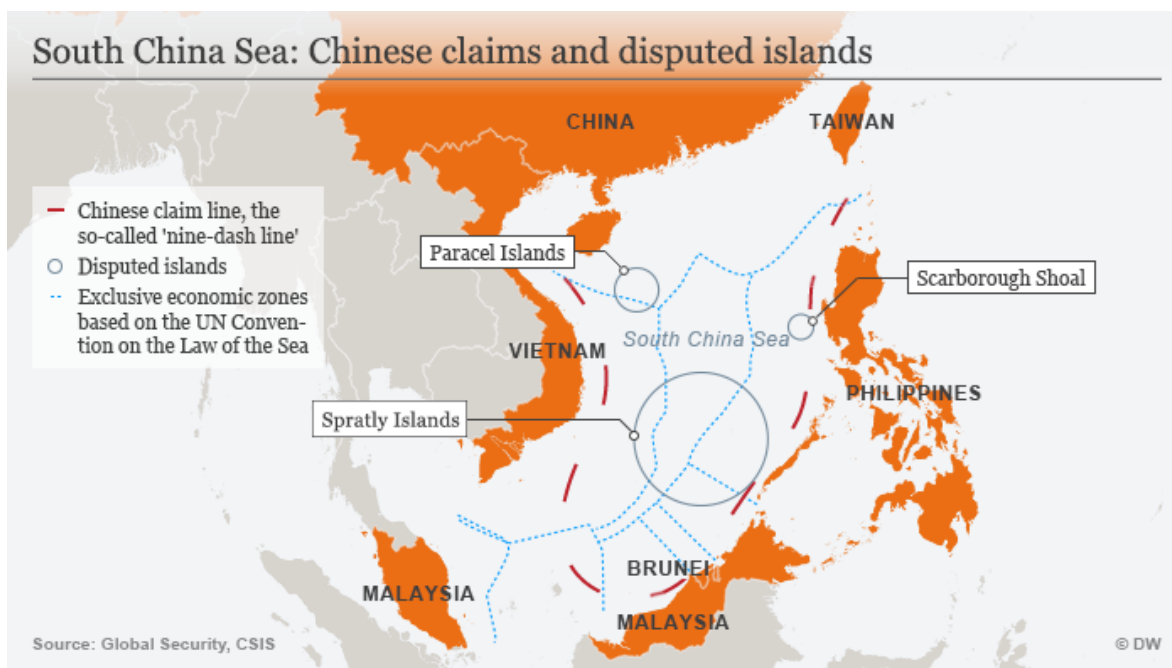 South China Sea: Chinese claims and disputed islands
CHINA
TAIWAN
Chinese claim line, the
so-called 'nine-dash line'
Disputed islands
Exclusive economic zones
based on the UN Conven-
tion on the Law of the Sea
Paracel Islands
Scarborough Shoal
South China Sea
VIETNAM
PHILIPPINES
Spratly Islands
BRUNEI
MALAYSIA
MALAYSIA
Source: Global Security, CSIS
© DW